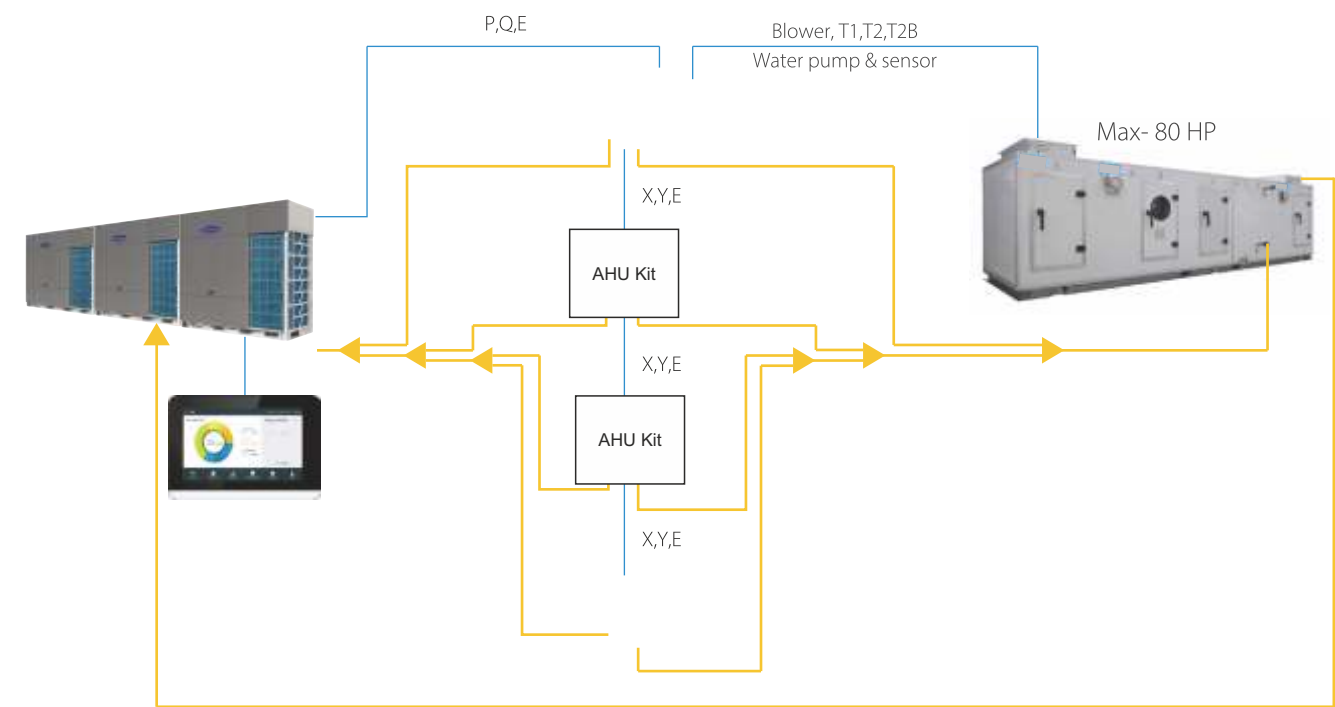 P,Q,E
Blower, T1,T2,T2B
Water pump & sensor
Max- 80 HP
X,Y,E
AHU Kit
X,Y,E
AHU Kit
X,Y,E